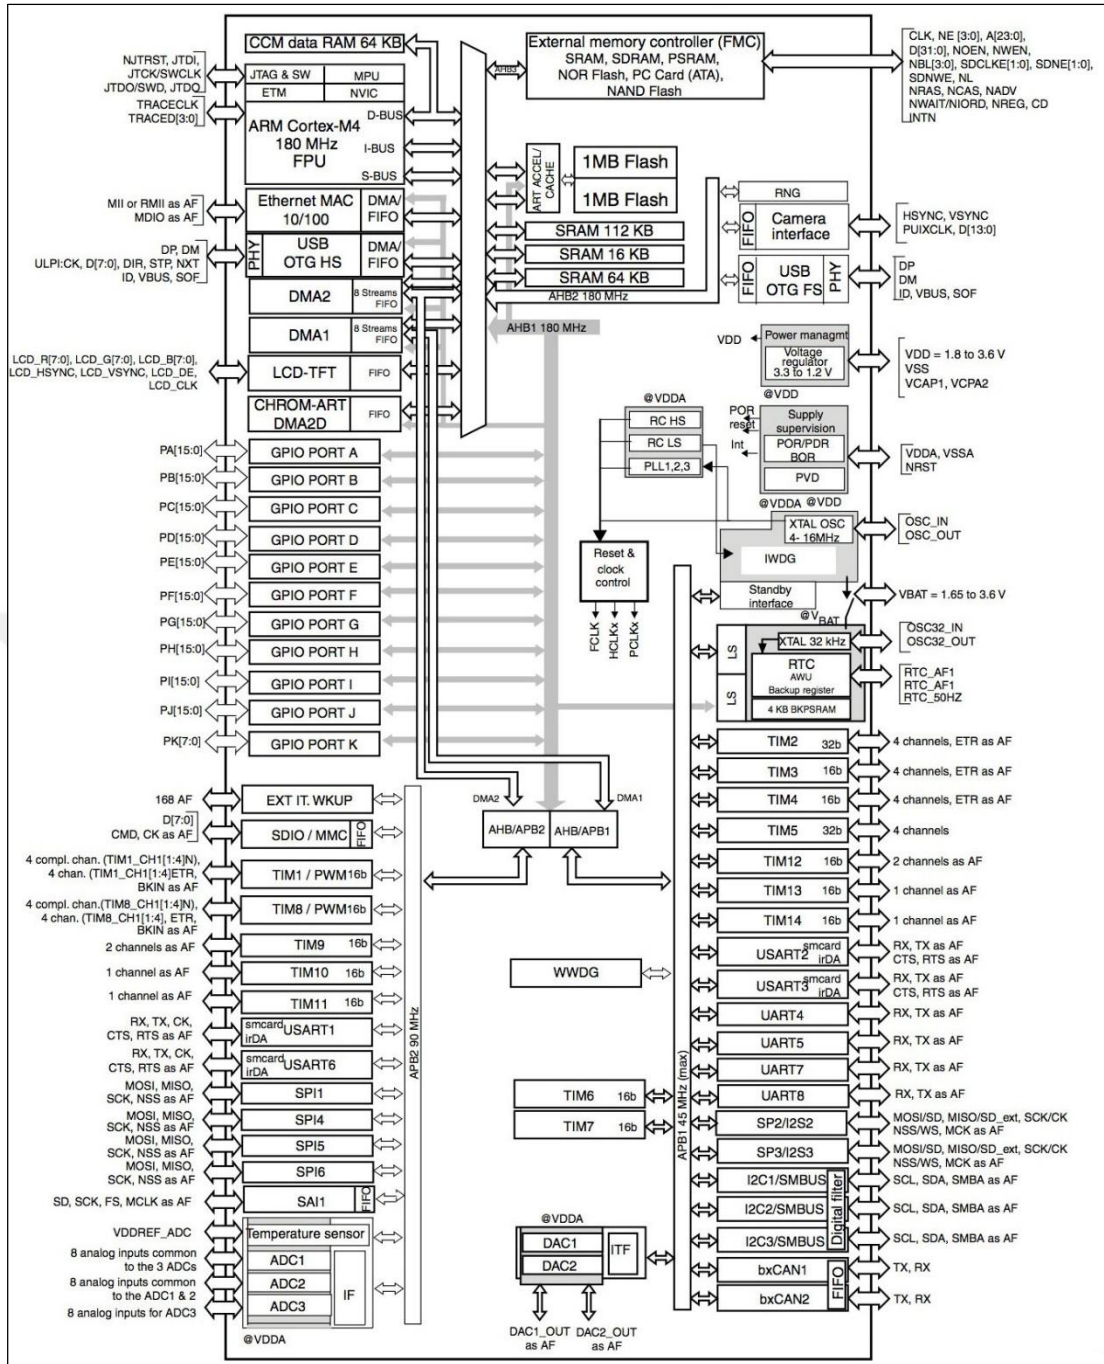 CCM data RAM 64 KB
NJTRST, JTDI,
JTCK/SWCLK
JTDO/SWD, JTDO
TRACECLK
TRACED[3:0]
JTAG & SW
MPU
ETM
NVIC
D-BUS
ARM Cortex-M4
180 MHz
FPU
I-BUS
S-BUS
MII or RMII as AF
MDIO as AF
Ethernet MAC
10/100
DMA/
FIFO
DP, DM
ULPI:CK, D[7:0], DIR, STP, NXT
ID, VBUS, SOF
PHY
USB
OTG HS
DMA/
FIFO
DMA2
8 Streams
FIFO
DMA1
8 Streams
FIFO
LCD_R[7:0], LCD_G[7:0], LCD_B[7:0],
LCD_HSYNC, LCD_VSYNC, LCD_DE,
LCD_CLK
LCD-TFT
FIFO
CHROM-ART
DMA2D
FIFO
AHB3
External memory controller (FMC)
SRAM, SDRAM, PSRAM,
NOR Flash, PC Card (ATA),
NAND Flash
CLK, NE [3:0], A[23:0],
D[31:0], NOEN, NWEN,
NBL[3:0], SDCLKE[1:0], SDNE[1:0],
SDNWE, NL
NRAS, NCAS, NADV
NWAIT/NIORD, NREG, CD
INTN
ART ACCEL/
CACHE
1MB Flash
1MB Flash
SRAM 112 KB
SRAM 16 KB
SRAM 64 KB
AHB2 180 MHz
AHB1 180 MHz
RNG
FIFO
Camera
interface
HSYNC, VSYNC
PUIXCLK, D[13:0]
FIFO
USB
OTG FS
PHY
DP
DM
ID, VBUS, SOF
VDD
Power managmt
Voltage
regulator
3.3 to 1.2 V
@VDD
VDD = 1.8 to 3.6 V
VSS
VCAP1, VCPA2
@VDDA
RC HS
RC LS
PLL1,2,3
POR
reset
Int
Supply
supervision
POR/PDR
BOR
PVD
VDDA, VSSA
NRST
@VDDA
@VDD
XTAL OSC
4- 16MHz
OSC_IN
OSC_OUT
IWDG
Reset &
clock
control
FCLK
HCLKx
PCLKx
Standby
interface
VBAT = 1.65 to 3.6 V
@VBAT
LS
LS
XTAL 32 kHz
OSC32_IN
OSC32_OUT
RTC
AWU
Backup register
4 KB BKPSRAM
RTC_AF1
RTC_AF1
RTC_50HZ
PA[15:0]
GPIO PORT A
PB[15:0]
GPIO PORT B
PC[15:0]
GPIO PORT C
PD[15:0]
GPIO PORT D
PE[15:0]
GPIO PORT E
PF[15:0]
GPIO PORT F
PG[15:0]
GPIO PORT G
PH[15:0]
GPIO PORT H
PI[15:0]
GPIO PORT I
PJ[15:0]
GPIO PORT J
PK[7:0]
GPIO PORT K
DMA2
DMA1
AHB/APB2
AHB/APB1
168 AF
EXT IT. WKUP
D[7:0]
CMD, CK as AF
SDIO / MMC
FIFO
4 compl. chan. (TIM1_CH1[1:4]N),
4 chan. (TIM1_CH1[1:4]ETR,
BKIN as AF
TIM1 / PWM
16b
4 compl. chan.(TIM8_CH1[1:4]N),
4 chan. (TIM8_CH1[1:4], ETR,
BKIN as AF
TIM8 / PWM
16b
2 channels as AF
TIM9
16b
1 channel as AF
TIM10
16b
1 channel as AF
TIM11
16b
RX, TX, CK,
CTS, RTS as AF
smcard
irDA
USART1
RX, TX, CK,
CTS, RTS as AF
smcard
irDA
USART6
MOSI, MISO,
SCK, NSS as AF
SPI1
MOSI, MISO,
SCK, NSS as AF
SPI4
MOSI, MISO,
SCK, NSS as AF
SPI5
MOSI, MISO,
SCK, NSS as AF
SPI6
SD, SCK, FS, MCLK as AF
SAI1
FIFO
VDDREF_ADC
Temperature sensor
8 analog inputs common
to the 3 ADCs
ADC1
8 analog inputs common
to the ADC1 & 2
ADC2
8 analog inputs for ADC3
ADC3
IF
@VDDA
APB2 90 MHz
WWDG
TIM6
16b
TIM7
16b
@VDDA
DAC1
DAC2
ITF
DAC1_OUT
as AF
DAC2_OUT
as AF
APB1 45 MHz (max)
TIM2
32b
4 channels, ETR as AF
TIM3
16b
4 channels, ETR as AF
TIM4
16b
4 channels, ETR as AF
TIM5
32b
4 channels
TIM12
16b
2 channels as AF
TIM13
16b
1 channel as AF
TIM14
16b
1 channel as AF
USART2
smcard
irDA
RX, TX as AF
CTS, RTS as AF
USART3
smcard
irDA
RX, TX as AF
CTS, RTS as AF
UART4
RX, TX as AF
UART5
RX, TX as AF
UART7
RX, TX as AF
UART8
RX, TX as AF
SP2/I2S2
MOSI/SD, MISO/SD_ext, SCK/CK
NSS/WS, MCK as AF
SP3/I2S3
MOSI/SD, MISO/SD_ext, SCK/CK
NSS/WS, MCK as AF
I2C1/SMBUS
SCL, SDA, SMBA as AF
I2C2/SMBUS
SCL, SDA, SMBA as AF
I2C3/SMBUS
SCL, SDA, SMBA as AF
Digital filter
bxCAN1
TX, RX
bxCAN2
TX, RX
FIFO